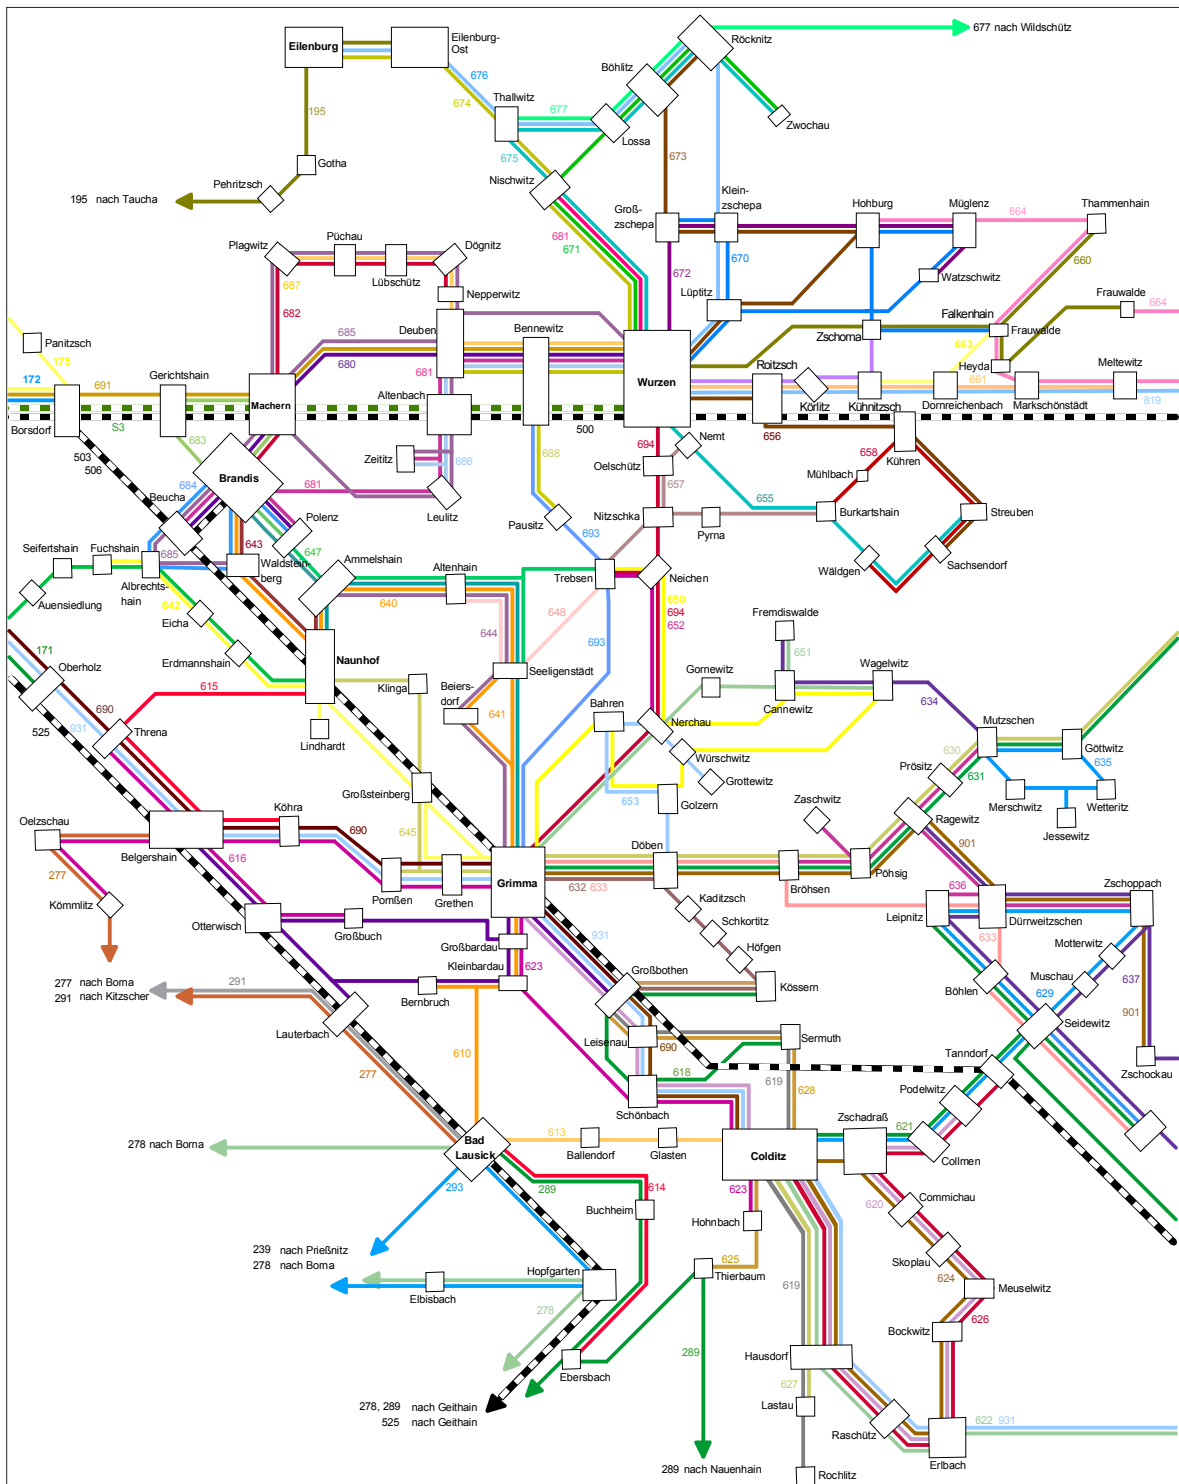 677 nach Wildschütz
Röcknitz
Eilenburg
Eilenburg-
Ost
676
674
Böhlitz
Thallwitz
677
Lossa
Zwochau
195
675
673
Gotha
Pehritzsch
195 nach Taucha
Nischwitz
Klein-
zschepa
Groß-
zschepa
Hohburg
Müglenz
664
Thammenhain
660
681
671
672
670
Watzschwitz
Plagwitz
Püchau
Dögnitz
Lübschütz
687
682
Nepperwitz
Lüptitz
Falkenhain
Frauwalde
664
Frauwalde
Zschorna
663
Heyda
Panitzsch
175
172
691
Gerichtshain
685
680
Deuben
Bennewitz
681
Altenbach
Wurzen
Roitzsch
Körlitz
Kühnitzsch
661
Dornreichenbach
Markschönstädt
Meltewitz
819
Borsdorf
S3
Machern
500
503
506
683
Zeititz
686
688
694
Nemt
Oelschütz
657
656
658
Kühren
Mühlbach
Brandis
684
Beucha
681
Leulitz
Polenz
Pausitz
693
Nitzschka
Pyrna
655
Burkartshain
Streuben
Sachsendorf
Wäldgen
Seifertshain
Fuchshain
685
643
647
Waldstein-
berg
Ammelshain
Albrechts-
hain
Auensiedlung
642
Eicha
Erdmannshain
Altenhain
640
Trebsen
Neichen
650
694
652
648
644
693
Seeligenstädt
Fremdiswalde
651
Gornewitz
Cannewitz
Wagelwitz
634
171
Oberholz
690
931
525
Threna
615
Naunhof
Klinga
Lindhardt
Beiers-
dorf
641
Bahren
Nerchau
Würschwitz
Grottewitz
653
Golzern
Mutzschen
Göttwitz
635
630
631
Prösitz
Merschwitz
Wetteritz
Jessewitz
Großsteinberg
645
Oelzschau
277
Kömmlitz
Belgershain
Köhra
690
616
Pomßen
Grethen
Grimma
Döben
632
633
Zaschwitz
Ragewitz
901
Bröhsen
Pöhsig
636
Leipnitz
Dürrweitzschen
Zschoppach
633
Kaditzsch
Schkortitz
Höfgen
Kössern
Otterwisch
Großbuch
Großbardau
931
Kleinbardau
623
Bernbruch
Großbothen
Motterwitz
Muschau
Böhlen
629
637
901
Seidewitz
277 nach Borna
291 nach Kitzscher
291
Lauterbach
277
610
Leisenau
690
618
Schönbach
Sermuth
619
628
Tanndorf
Podelwitz
Zschockau
278 nach Borna
Bad
Lausick
613
Ballendorf
Glasten
Colditz
Zschadraß
621
Collmen
293
289
614
Buchheim
623
Hohnbach
625
Thierbaum
620
Commichau
Skoplau
624
Meuselwitz
626
Bockwitz
239 nach Prießnitz
278 nach Borna
Hopfgarten
Elbisbach
278
619
Hausdorf
627
Lastau
289
Ebersbach
278, 289 nach Geithain
525 nach Geithain
Raschütz
622
931
Erlbach
289 nach Nauenhain
Rochlitz